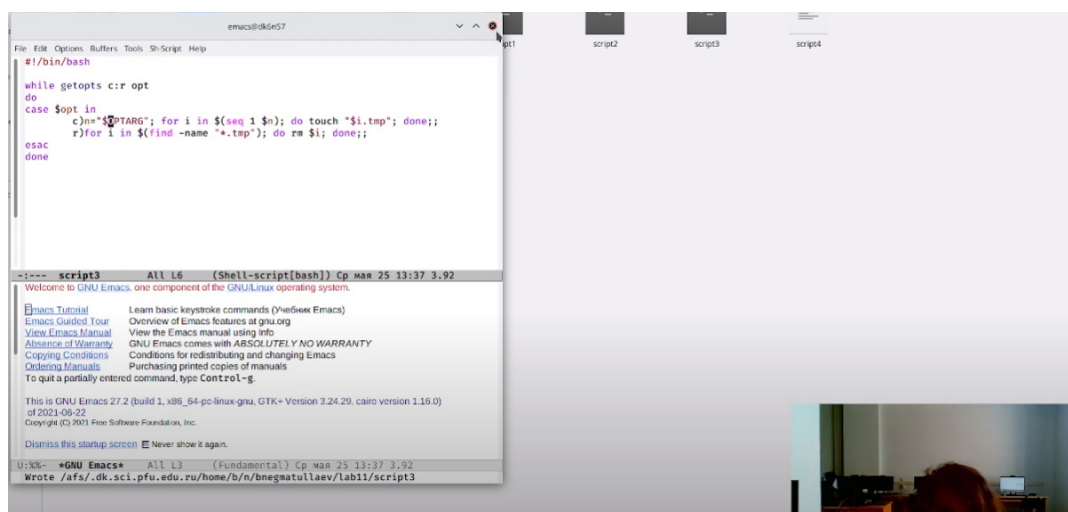 emacs@dk6n57
File Edit Options Buffers Tools Sh-Script Help
#!/bin/bash
while getopts c:r opt
do
case $opt in
c)n="$OPTARG"; for i in $(seq 1 $n); do touch "$i.tmp"; done;;
r)for i in $(find -name "*.tmp"); do rm $i; done;;
esac
done
-:--- script3 All L6 (Shell-script[bash]) Ср мая 25 13:37 3.92
Welcome to GNU Emacs, one component of the GNU/Linux operating system.
Emacs Tutorial Learn basic keystroke commands (Учебник Emacs)
Emacs Guided Tour Overview of Emacs features at gnu.org
View Emacs Manual View the Emacs manual using Info
Absence of Warranty GNU Emacs comes with ABSOLUTELY NO WARRANTY
Copying Conditions Conditions for redistributing and changing Emacs
Ordering Manuals Purchasing printed copies of manuals
To quit a partially entered command, type Control-g.
This is GNU Emacs 27.2 (build 1, x86_64-pc-linux-gnu, GTK+ Version 3.24.29, cairo version 1.16.0)
of 2021-06-22
Copyright (C) 2021 Free Software Foundation, Inc.
Dismiss this startup screen Never show it again.
U:%%- *GNU Emacs* All L3 (Fundamental) Ср мая 25 13:37 3.92
Wrote /afs/.dk.sci.pfu.edu.ru/home/b/n/bnegmatullaev/lab11/script3
ipt1 script2 script3 script4